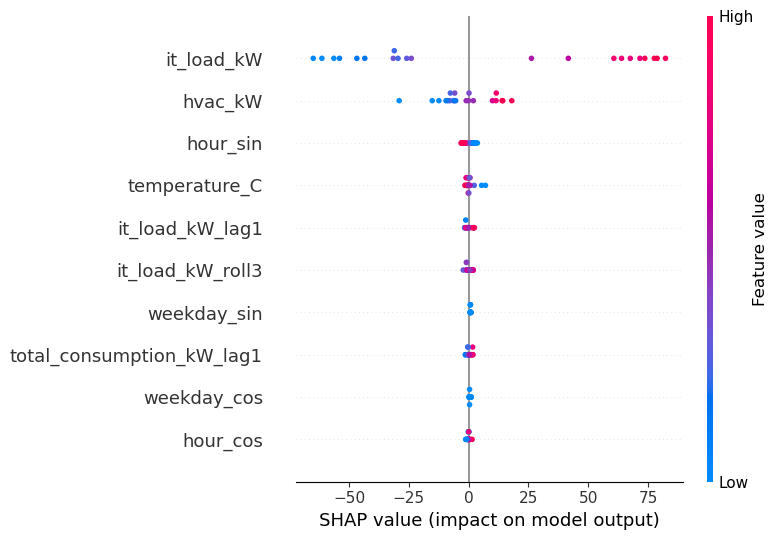 High
it_load_kW
hvac_kW
hour_sin
temperature_C
it_load_kW_lag1
it_load_kW_roll3
weekday_sin
total_consumption_kW_lag1
weekday_cos
hour_cos
Feature value
Low
−50 −25 0 25 50 75
SHAP value (impact on model output)